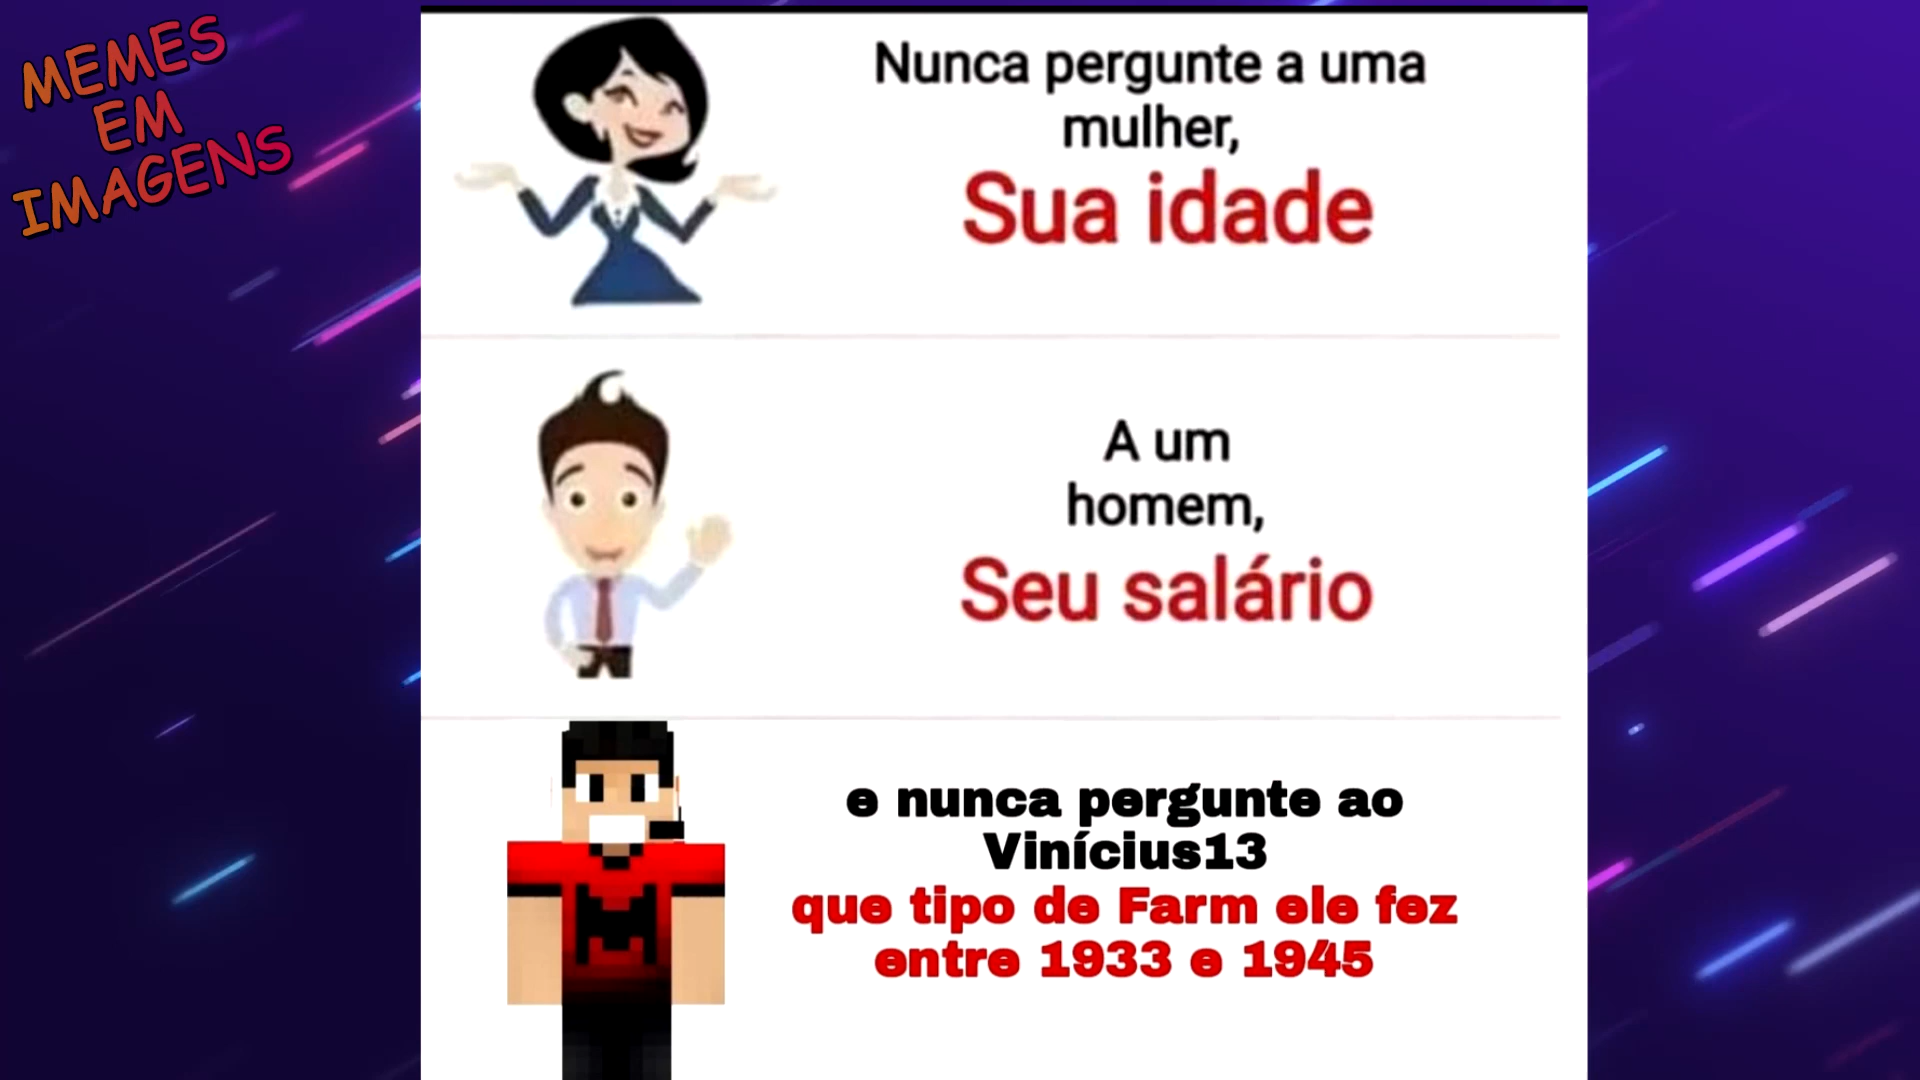 MEMES
EM
IMAGENS
Nunca pergunte a uma
mulher,
Sua idade
A um
homem,
Seu salário
e nunca pergunte ao
Vinícius13
que tipo de Farm ele fez
entre 1933 e 1945